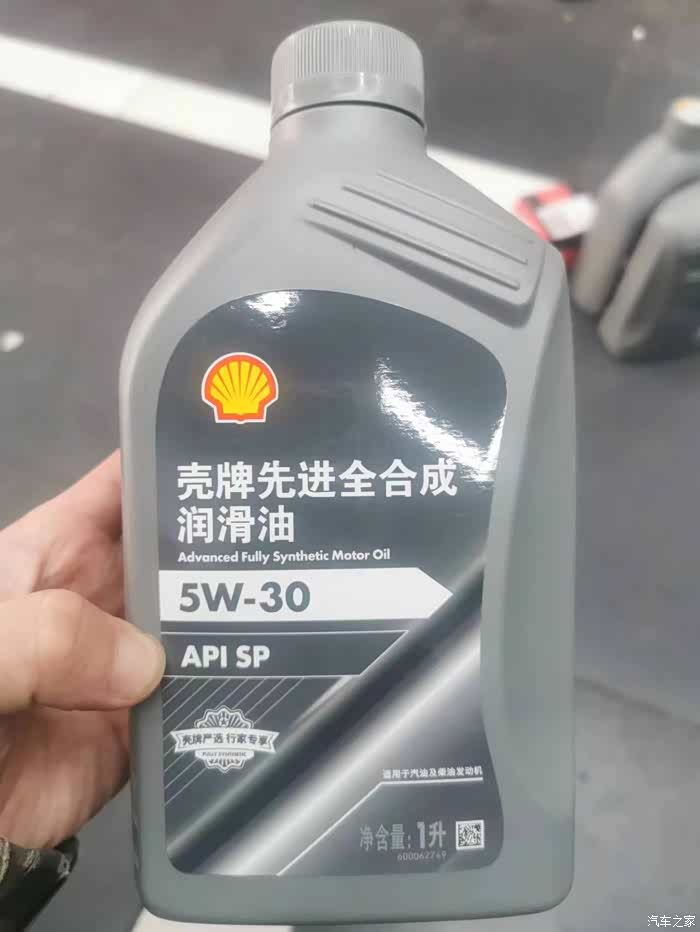 壳牌先进全合成
润滑油
Advanced Fully Synthetic Motor Oil
5W-30
API SP
壳牌严选 行家专享
FULLY SYNTHETIC
适用于汽油及柴油发动机
净含量：1升
600062749
汽车之家